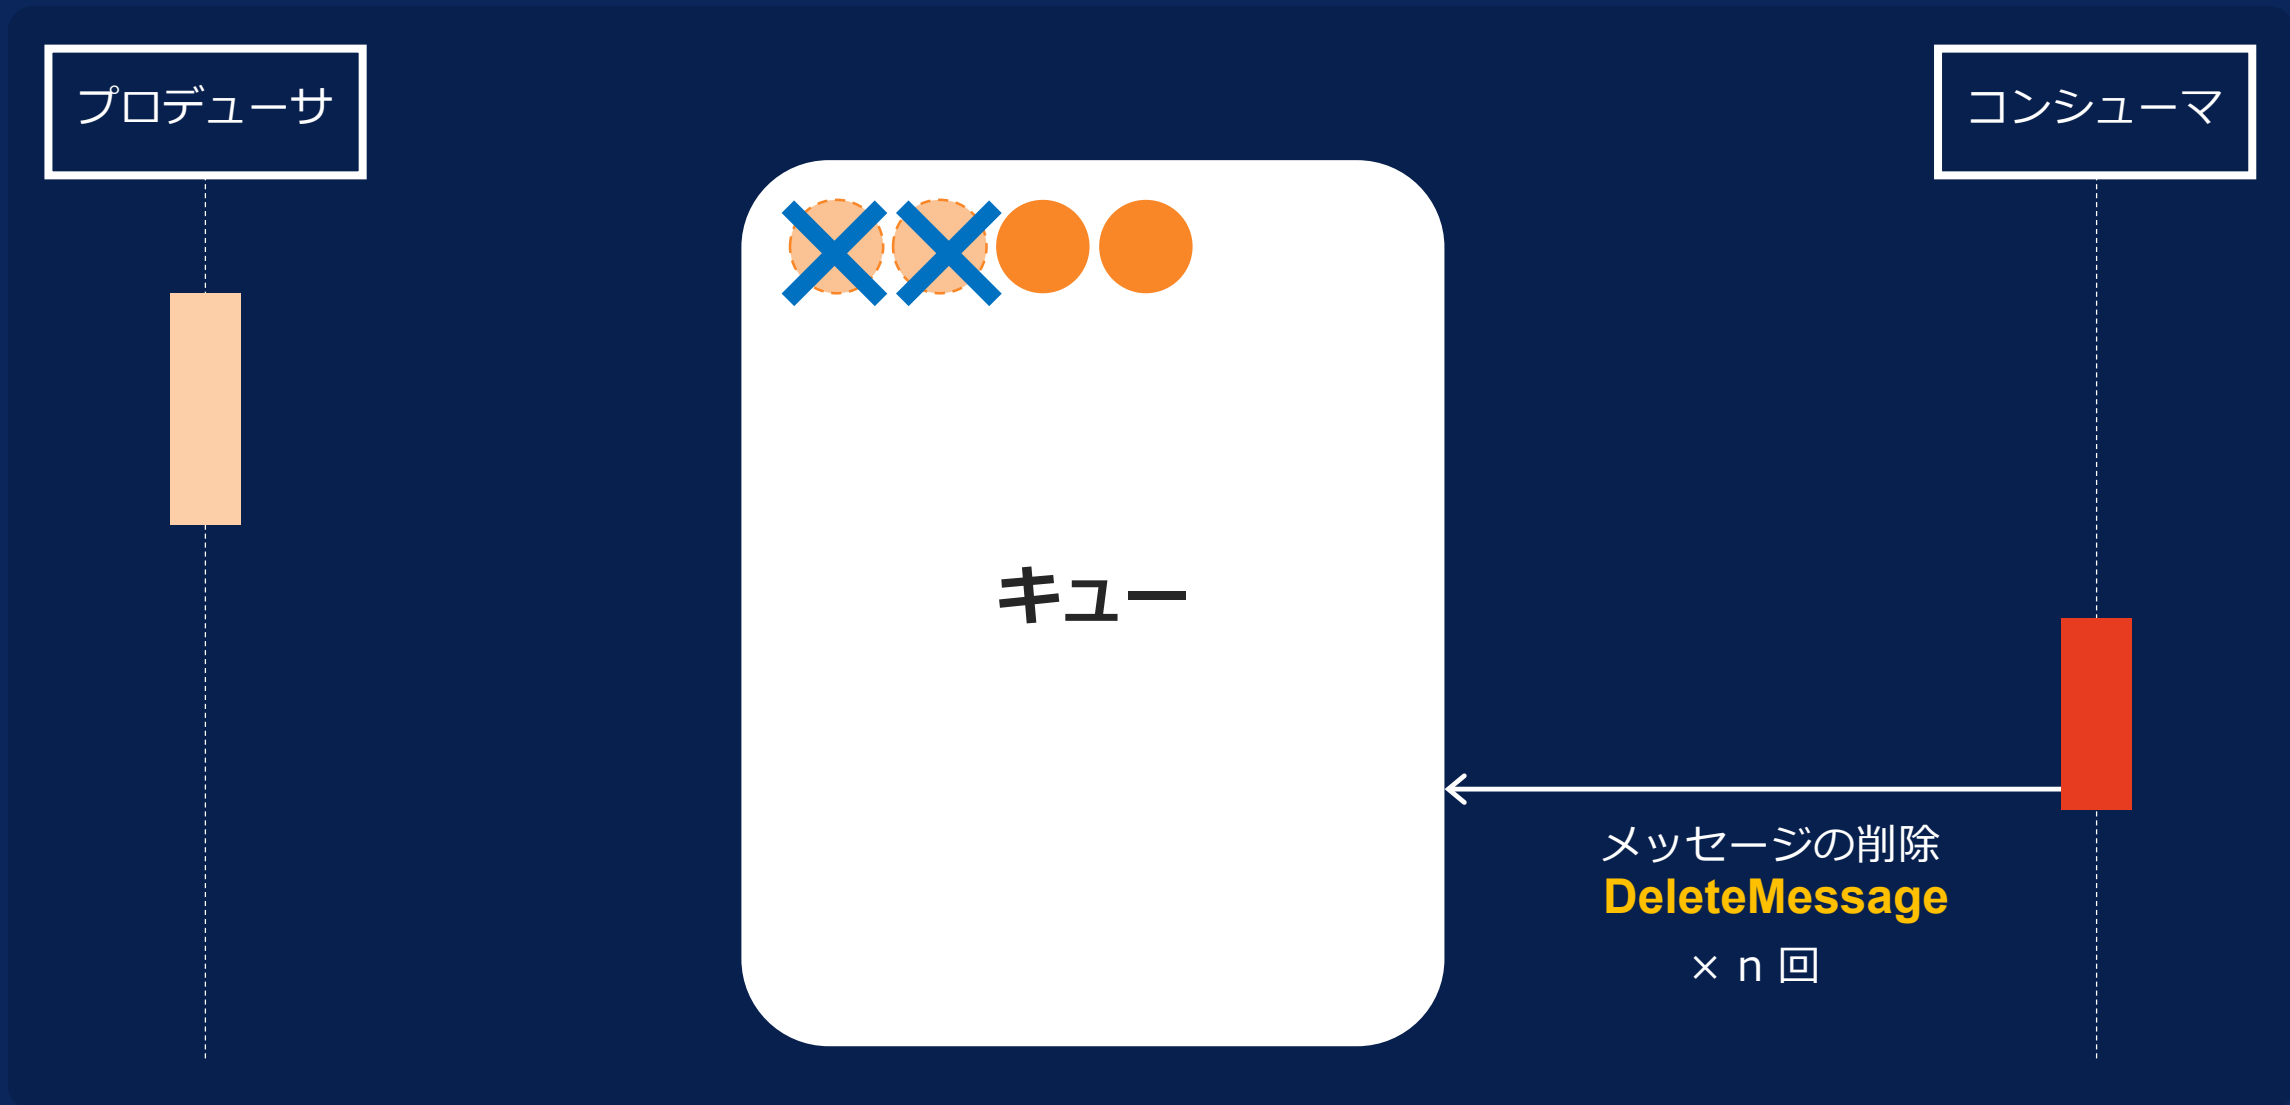 プロデューサ
コンシューマ
キュー
メッセージの削除
DeleteMessage
× n 回